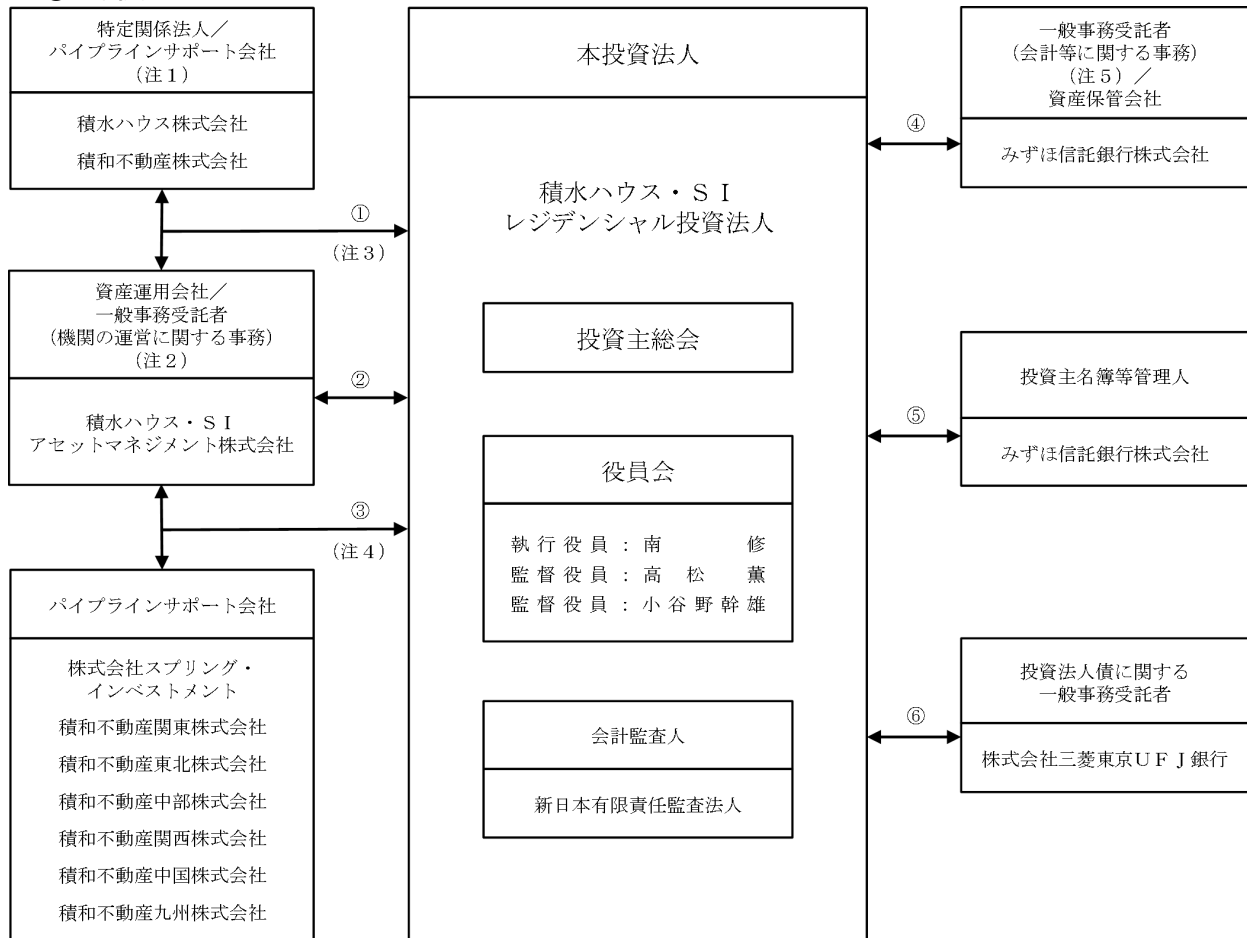 特定関係法人／
パイプラインサポート会社
（注１）
積水ハウス株式会社
積和不動産株式会社
①
（注３）
資産運用会社／
一般事務受託者
（機関の運営に関する事務）
（注２）
積水ハウス・ＳＩ
アセットマネジメント株式会社
②
③
（注４）
パイプラインサポート会社
株式会社スプリング・
インベストメント
積和不動産関東株式会社
積和不動産東北株式会社
積和不動産中部株式会社
積和不動産関西株式会社
積和不動産中国株式会社
積和不動産九州株式会社
本投資法人
積水ハウス・ＳＩ
レジデンシャル投資法人
投資主総会
役員会
執行役員：南　　修
監督役員：高松　薫
監督役員：小谷野幹雄
会計監査人
新日本有限責任監査法人
④
一般事務受託者
（会計等に関する事務）
（注５）／
資産保管会社
みずほ信託銀行株式会社
⑤
投資主名簿等管理人
みずほ信託銀行株式会社
⑥
投資法人債に関する
一般事務受託者
株式会社三菱東京ＵＦＪ銀行